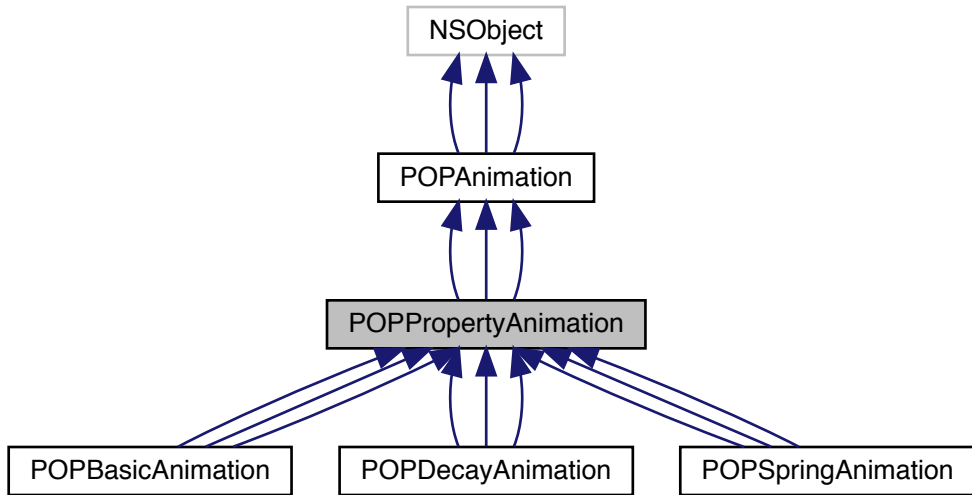 NSObject
POPAnimation
POPPropertyAnimation
POPBasicAnimation
POPDecayAnimation
POPSpringAnimation